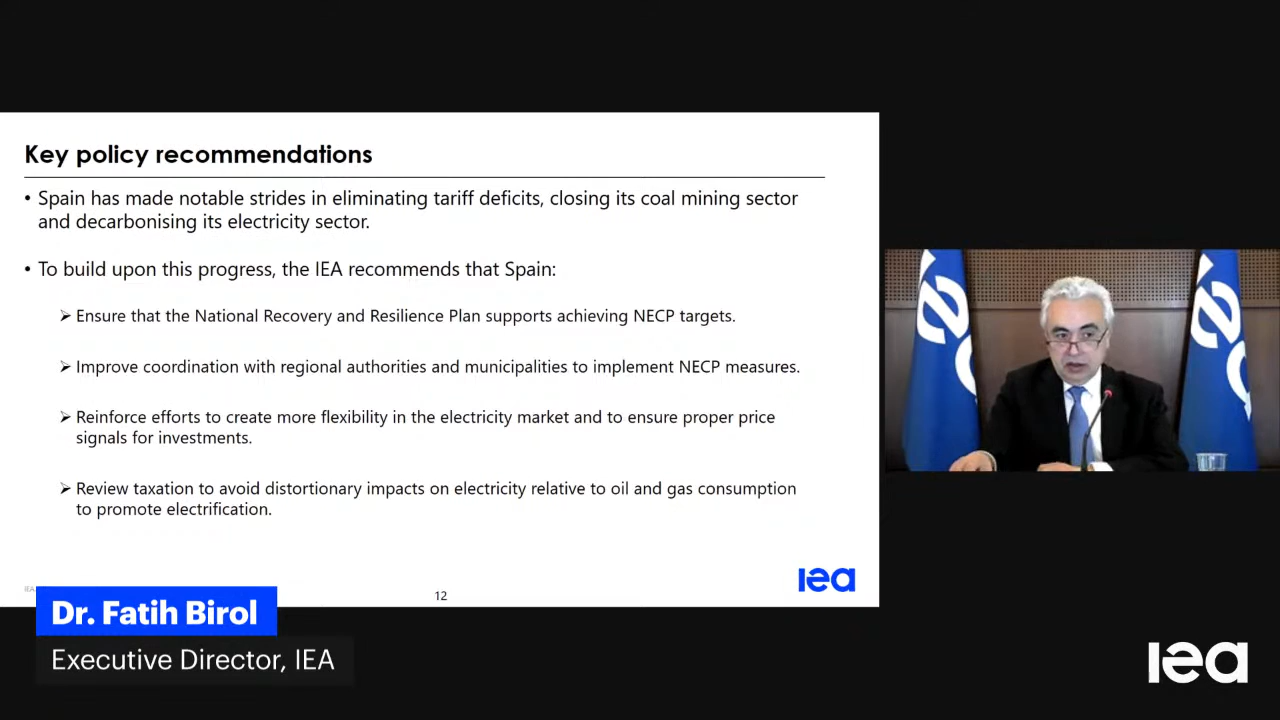 Key policy recommendations
• Spain has made notable strides in eliminating tariff deficits, closing its coal mining sector
and decarbonising its electricity sector.
• To build upon this progress, the IEA recommends that Spain:
➢ Ensure that the National Recovery and Resilience Plan supports achieving NECP targets.
➢ Improve coordination with regional authorities and municipalities to implement NECP measures.
➢ Reinforce efforts to create more flexibility in the electricity market and to ensure proper price
signals for investments.
➢ Review taxation to avoid distortionary impacts on electricity relative to oil and gas consumption
to promote electrification.
iea
12
Dr. Fatih Birol
Executive Director, IEA
iea